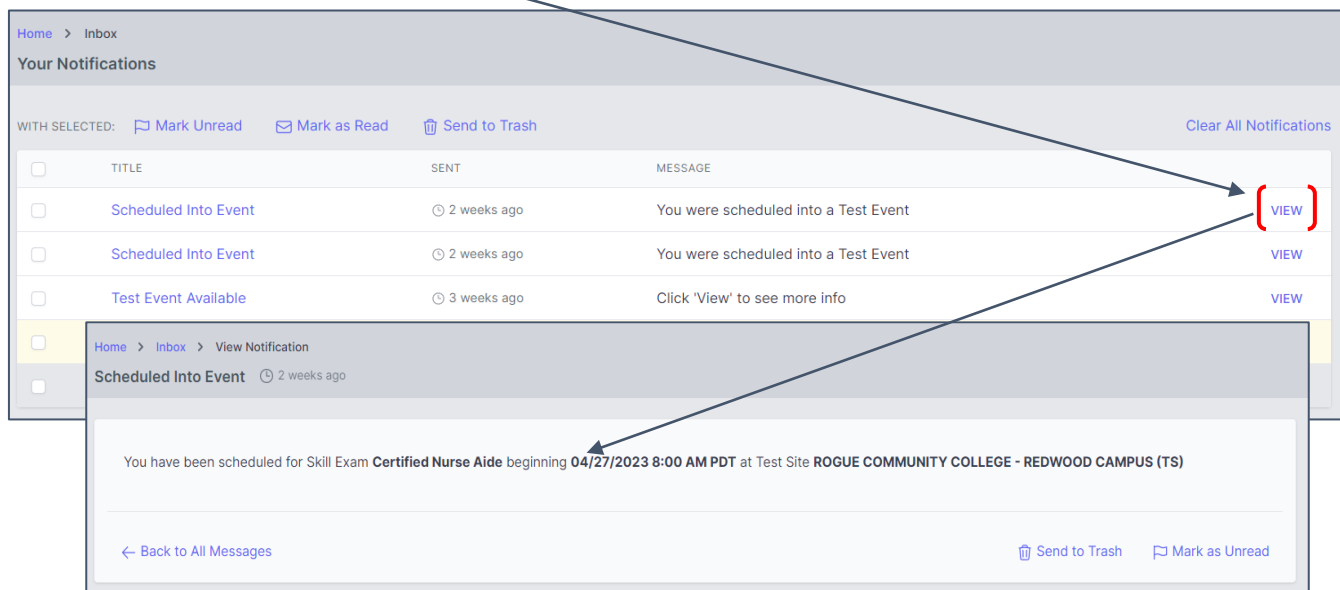 Home > Inbox
Your Notifications
WITH SELECTED: Mark Unread Mark as Read Send to Trash Clear All Notifications
TITLE SENT MESSAGE
Scheduled Into Event 2 weeks ago You were scheduled into a Test Event VIEW
Scheduled Into Event 2 weeks ago You were scheduled into a Test Event VIEW
Test Event Available 3 weeks ago Click 'View' to see more info VIEW
Home > Inbox > View Notification
Scheduled Into Event 2 weeks ago
You have been scheduled for Skill Exam Certified Nurse Aide beginning 04/27/2023 8:00 AM PDT at Test Site ROGUE COMMUNITY COLLEGE - REDWOOD CAMPUS (TS)
← Back to All Messages Send to Trash Mark as Unread